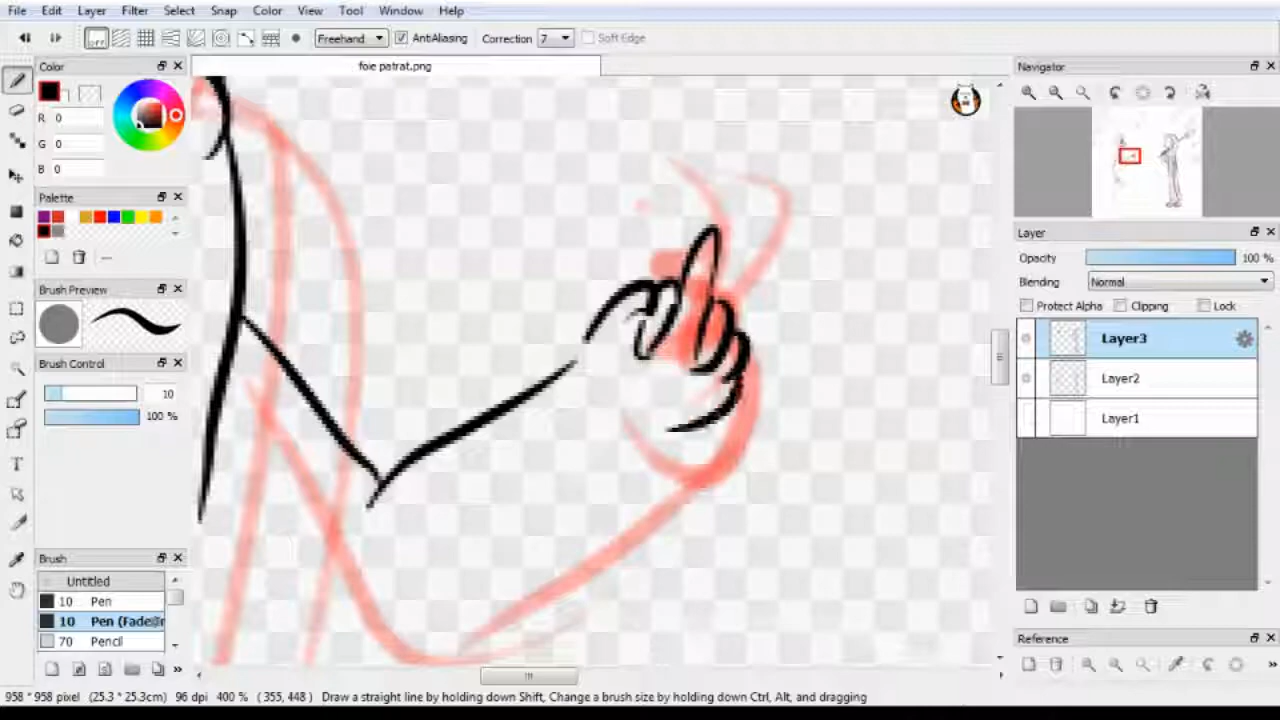 File Edit Layer Filter Select Snap Color View Tool Window Help
OFF Freehand AntiAliasing Correction 7 Soft Edge
Color
foie patrat.png
Navigator
R 0
G 0
B 0
Palette
Layer
Opacity 100 %
Blending Normal
Brush Preview
Protect Alpha Clipping Lock
Layer3
Brush Control
Layer2
10
100 %
Layer1
Brush
Untitled
10 Pen
10 Pen (Fade
70 Pencil
Reference
958 * 958 pixel (25.3 * 25.3cm) 96 dpi 400 % ( 355, 448 ) Draw a straight line by holding down Shift, Change a brush size by holding down Ctrl, Alt, and dragging